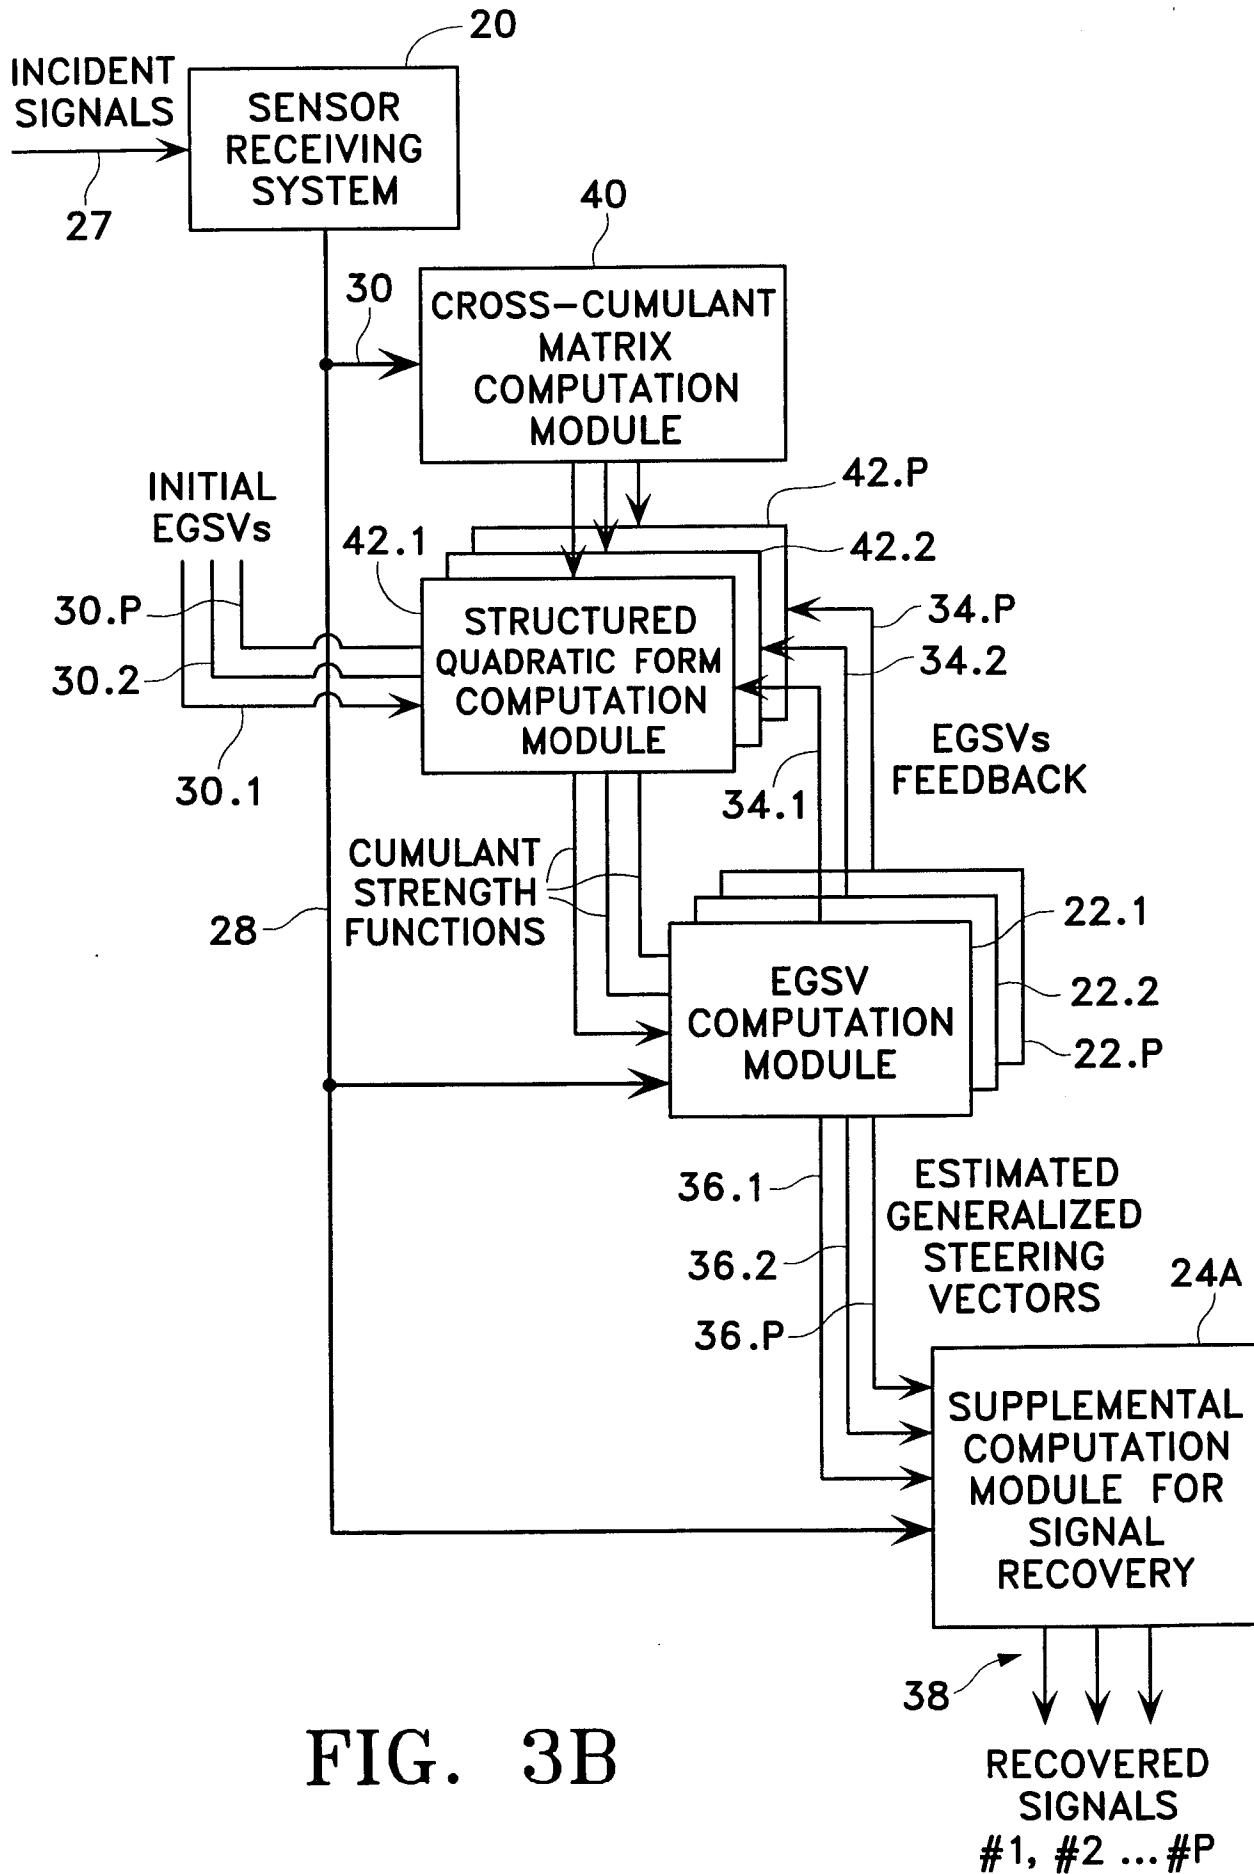 20
INCIDENT
SIGNALS
27
SENSOR
RECEIVING
SYSTEM
40
30
CROSS–CUMULANT
MATRIX
COMPUTATION
MODULE
INITIAL
EGSVs
42.P
42.1
42.2
30.P
30.2
30.1
STRUCTURED
QUADRATIC FORM
COMPUTATION
MODULE
34.P
34.2
34.1
EGSVs
FEEDBACK
CUMULANT
STRENGTH
FUNCTIONS
28
22.1
22.2
22.P
EGSV
COMPUTATION
MODULE
36.1
36.2
36.P
ESTIMATED
GENERALIZED
STEERING
VECTORS
24A
SUPPLEMENTAL
COMPUTATION
MODULE FOR
SIGNAL
RECOVERY
38
RECOVERED
SIGNALS
#1, #2 ... #P
FIG. 3B